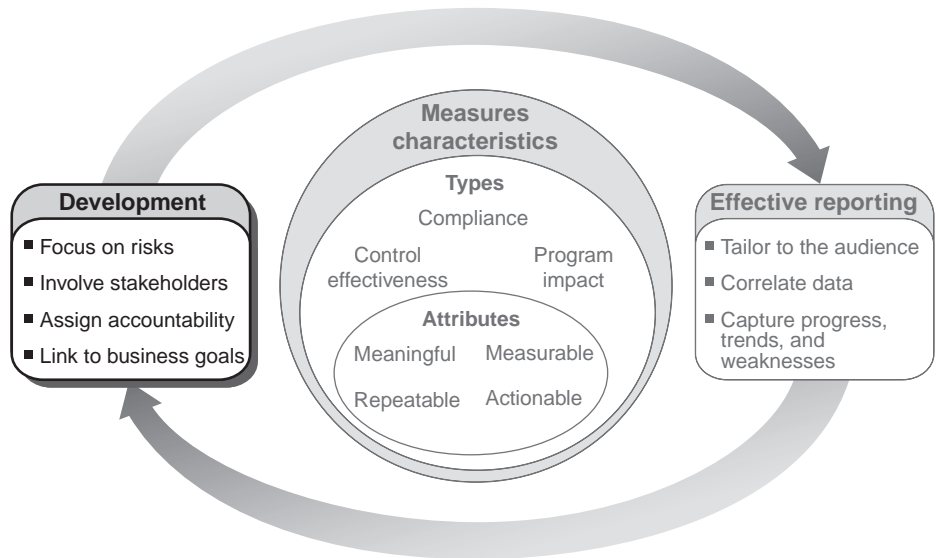 Measures
characteristics
Types
Compliance
Control
effectiveness
Program
impact
Attributes
Meaningful
Measurable
Repeatable
Actionable
Development
Focus on risks
Involve stakeholders
Assign accountability
Link to business goals
Effective reporting
Tailor to the audience
Correlate data
Capture progress,
trends, and
weaknesses